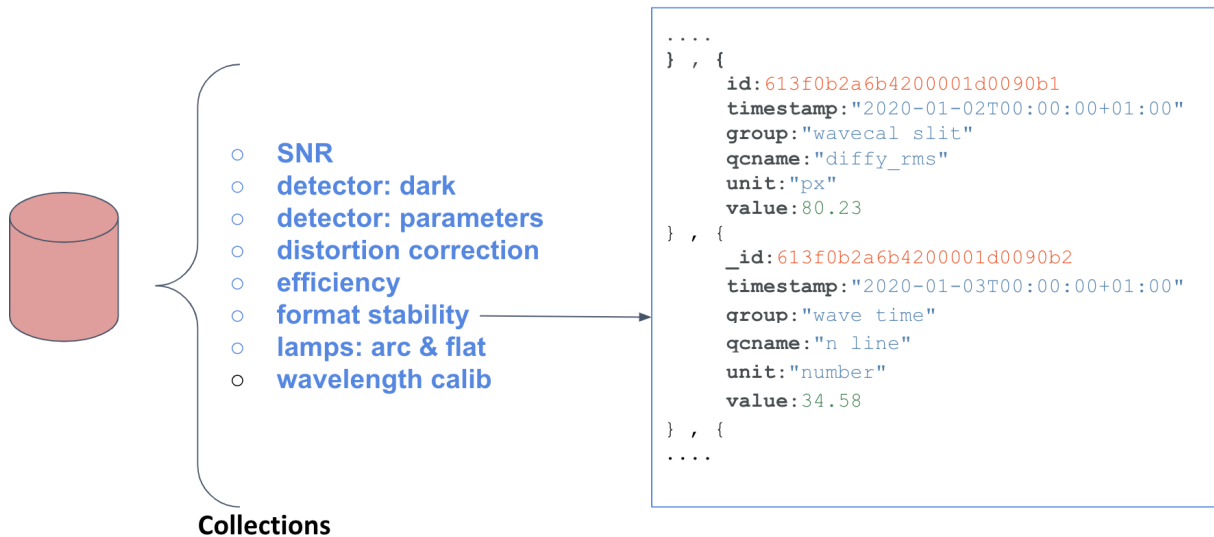 SNR
detector: dark
detector: parameters
distortion correction
efficiency
format stability
lamps: arc & flat
wavelength calib
Collections
....
} , {
id:613f0b2a6b4200001d0090b1
timestamp:"2020-01-02T00:00:00+01:00"
group:"wavecal slit"
qcname:"diffy_rms"
unit:"px"
value:80.23
} , {
_id:613f0b2a6b4200001d0090b2
timestamp:"2020-01-03T00:00:00+01:00"
group:"wave time"
qcname:"n line"
unit:"number"
value:34.58
} , {
....